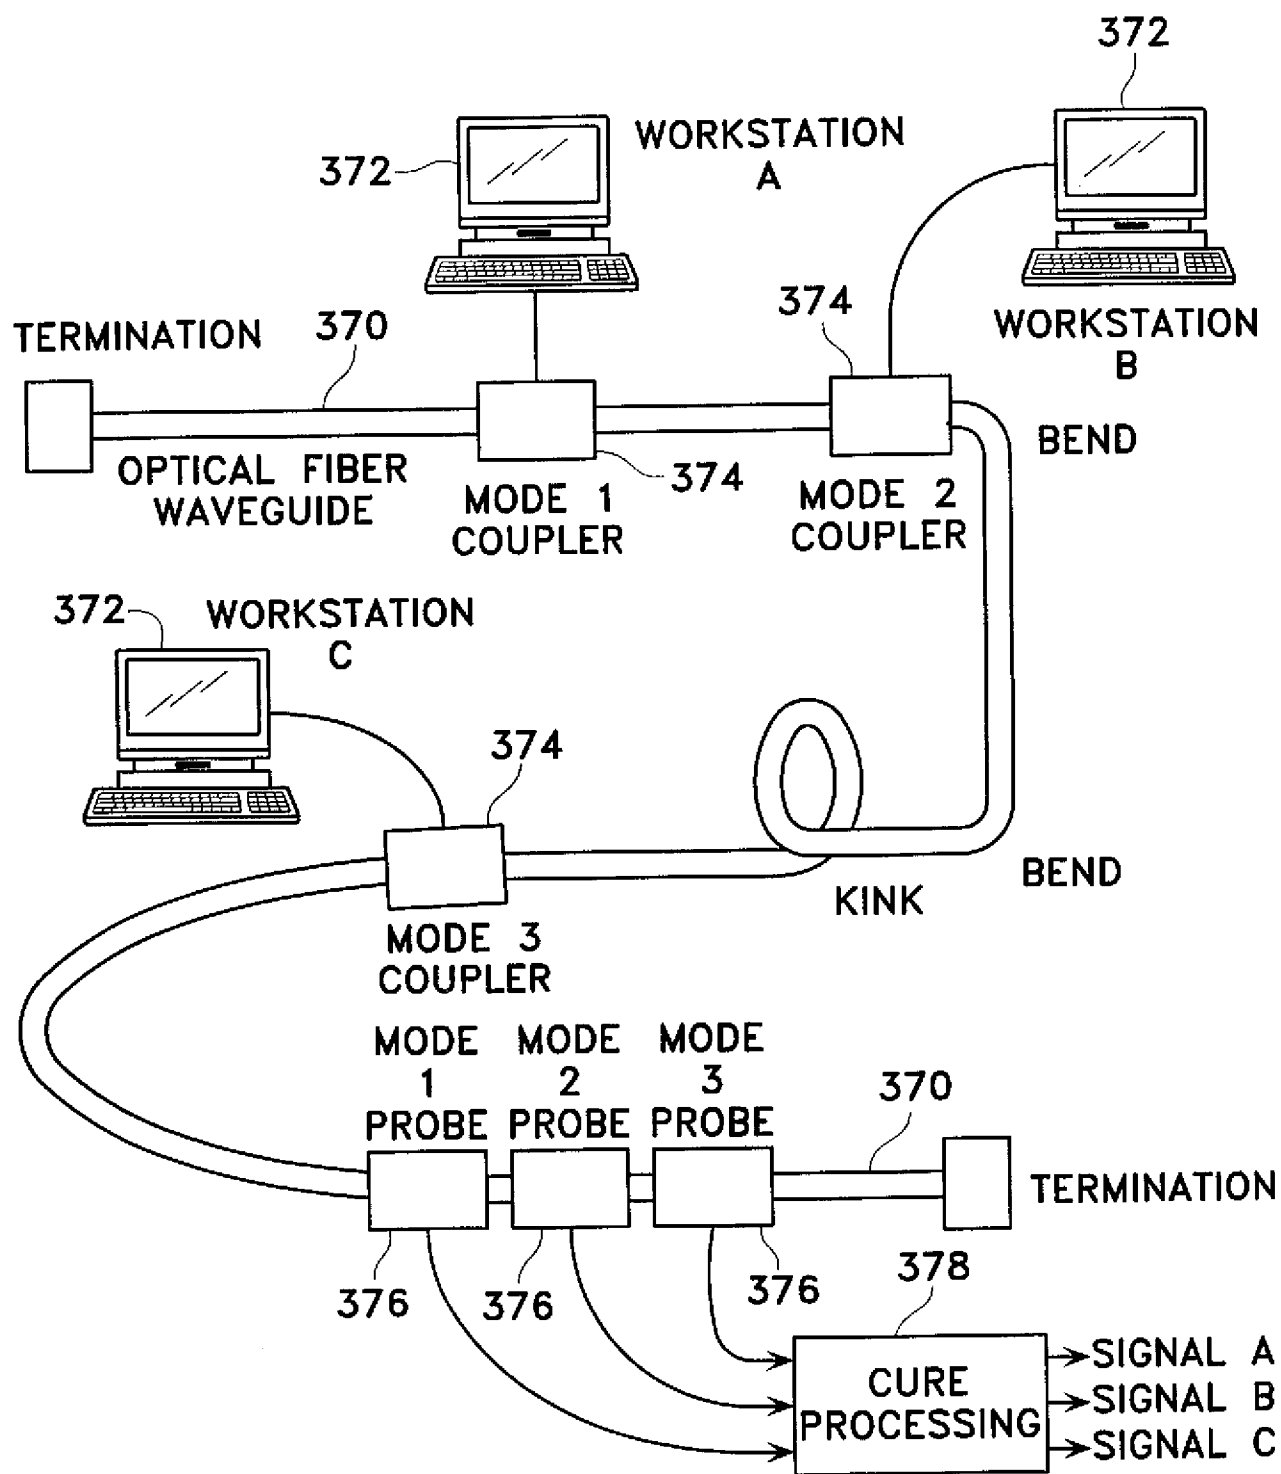 372
WORKSTATION
A
372
374
WORKSTATION
B
TERMINATION
370
OPTICAL FIBER
WAVEGUIDE
374
MODE 1
COUPLER
MODE 2
COUPLER
BEND
372
WORKSTATION
C
374
MODE 3
COUPLER
KINK
BEND
MODE
1
PROBE
MODE
2
PROBE
MODE
3
PROBE
370
TERMINATION
376
376
376
378
CURE
PROCESSING
SIGNAL A
SIGNAL B
SIGNAL C